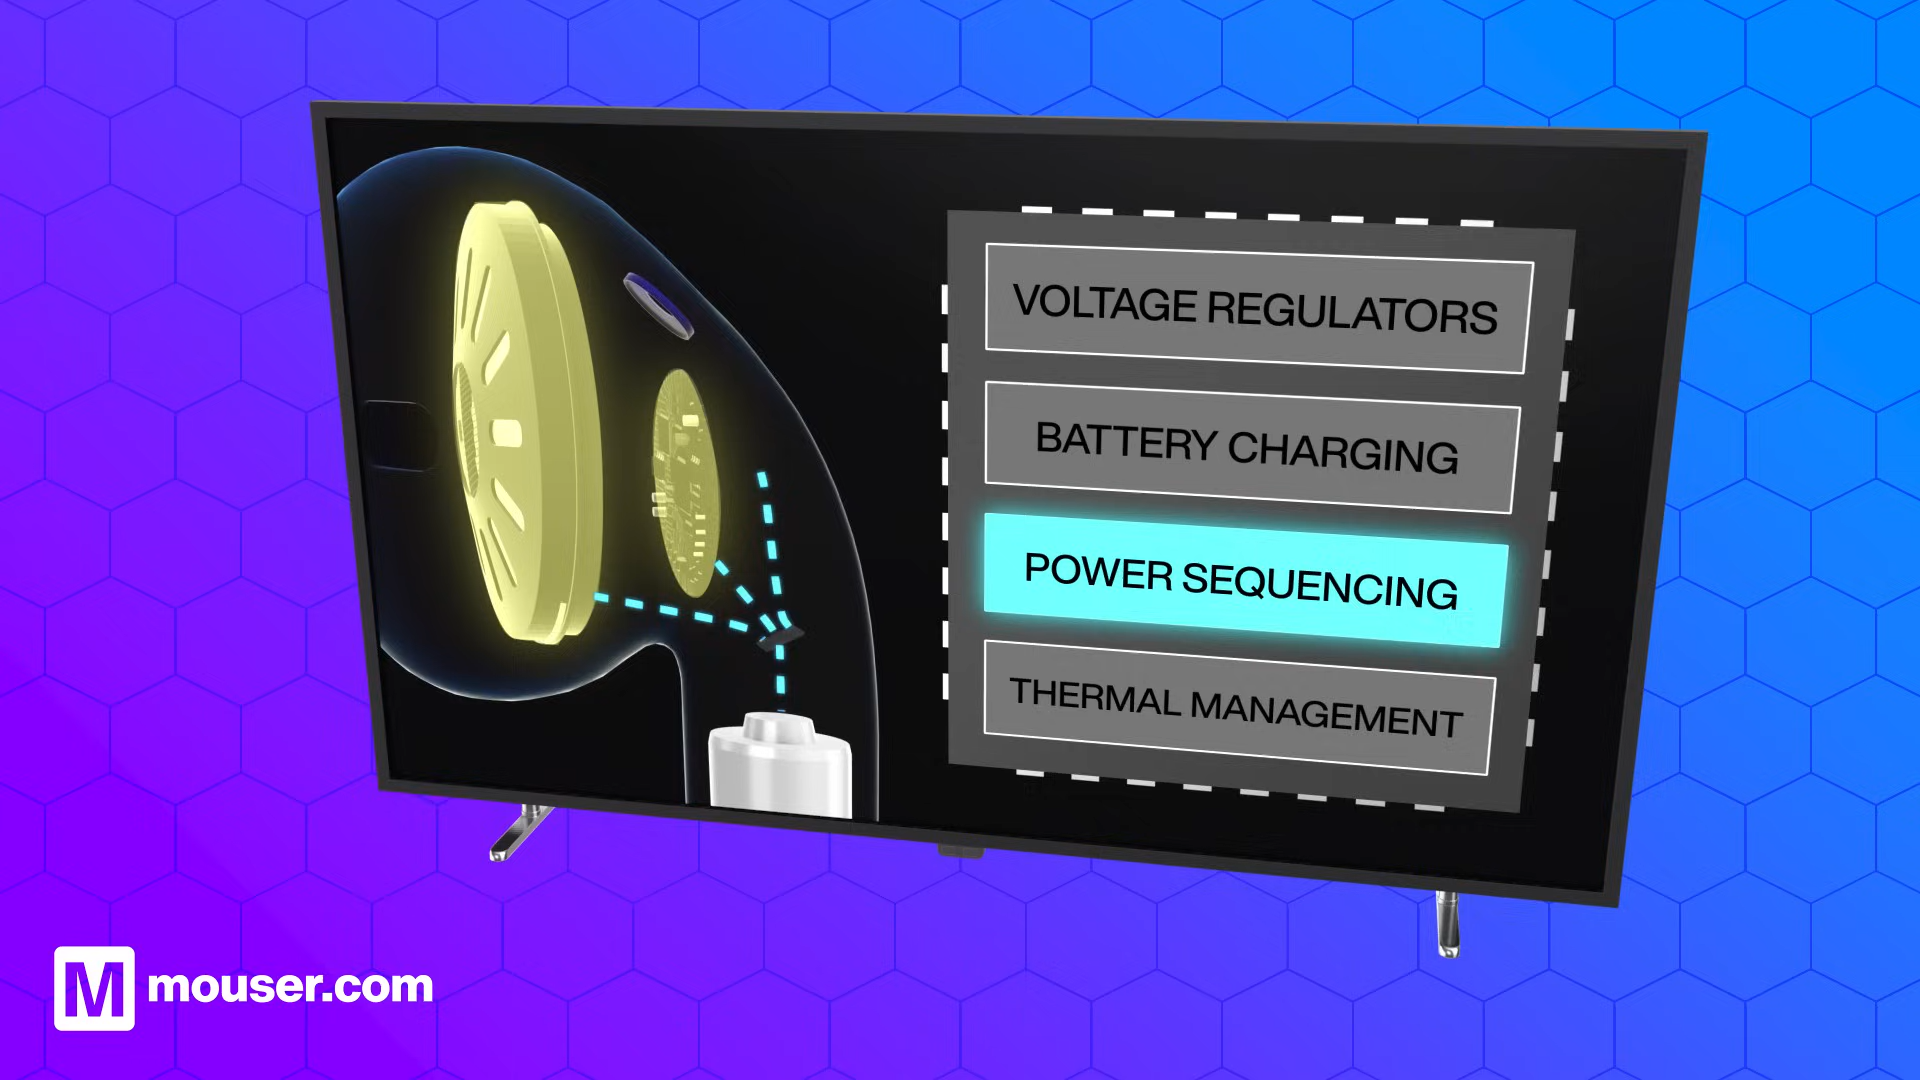 VOLTAGE REGULATORS
BATTERY CHARGING
POWER SEQUENCING
THERMAL MANAGEMENT
M mouser.com